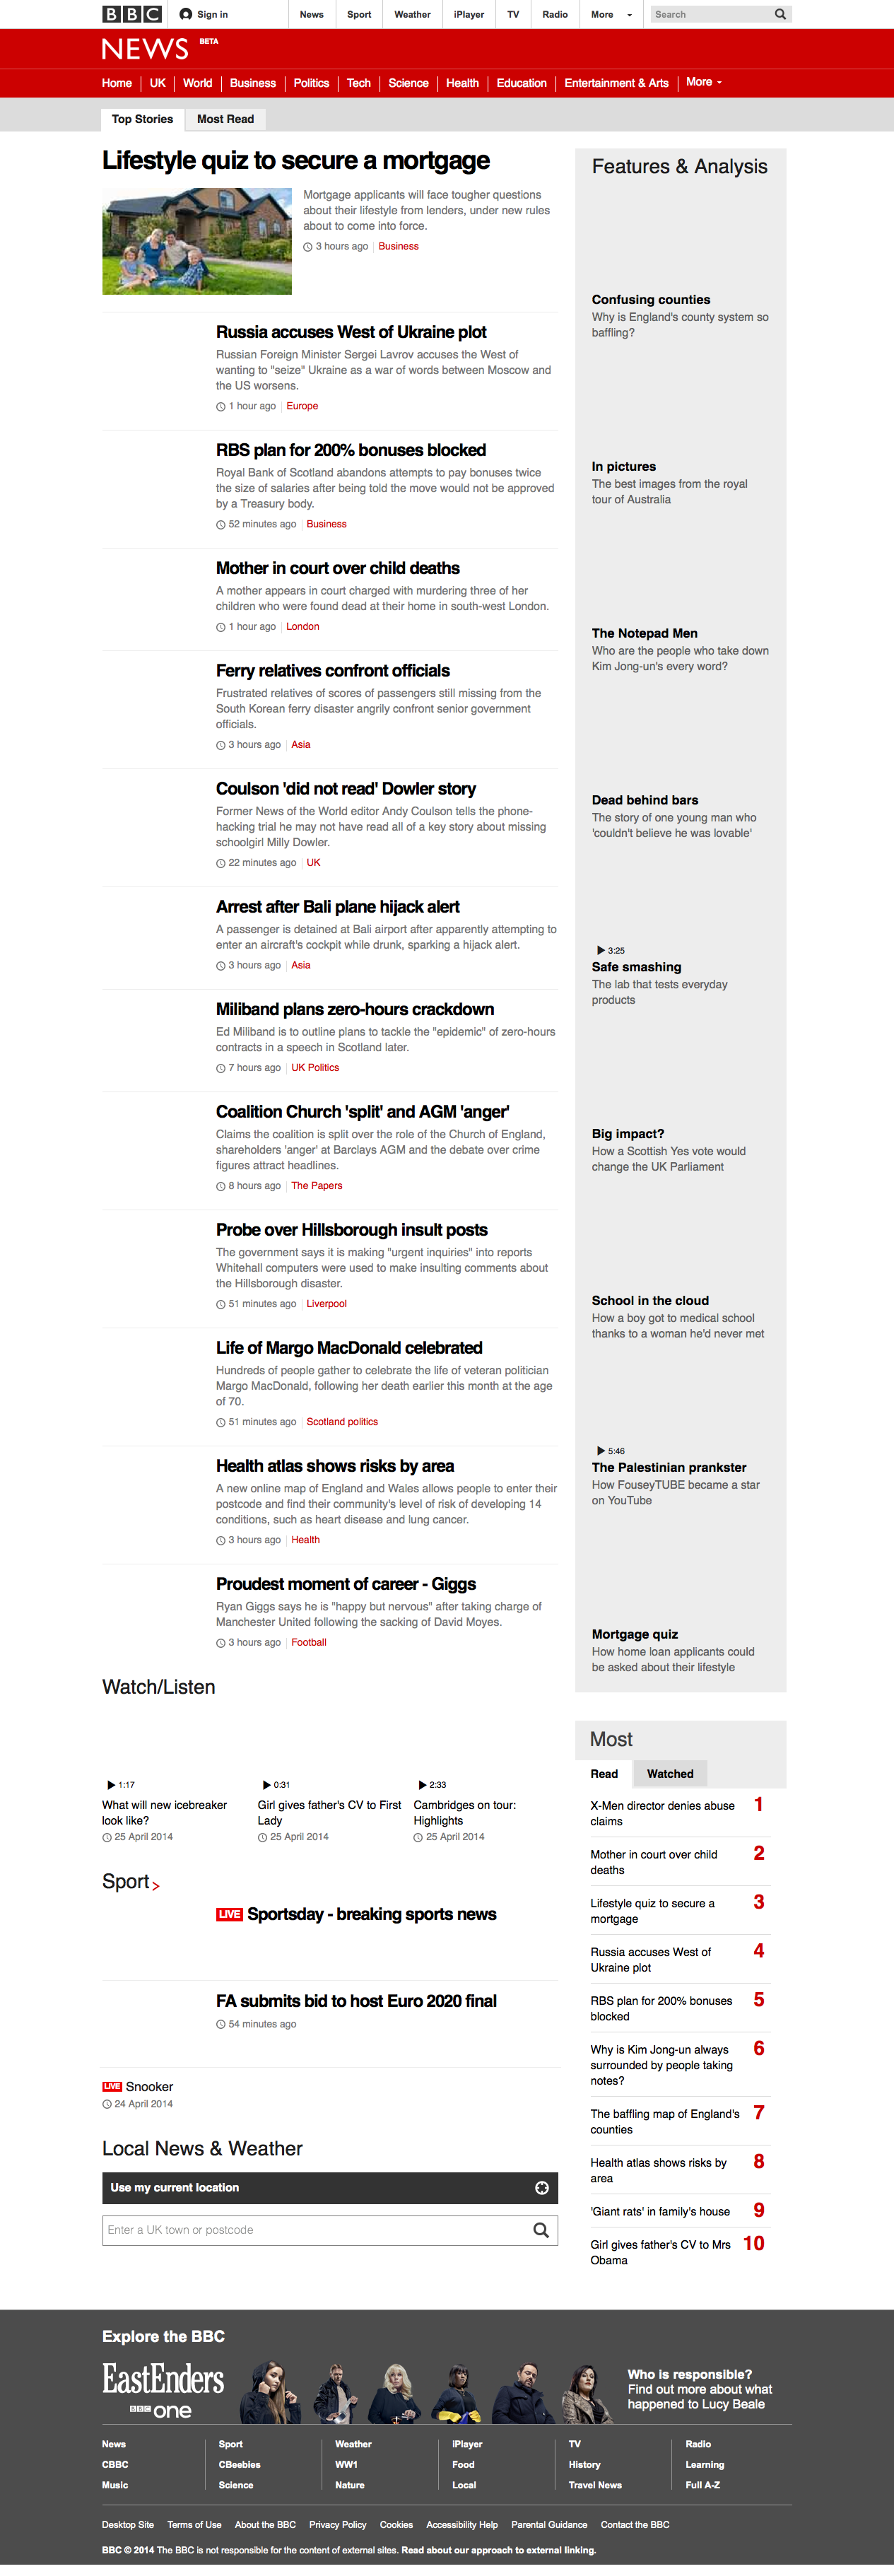 BBC Sign in News Sport Weather iPlayer TV Radio More Search
NEWS BETA
Home UK World Business Politics Tech Science Health Education Entertainment & Arts More
Top Stories Most Read
Lifestyle quiz to secure a mortgage
Mortgage applicants will face tougher questions
about their lifestyle from lenders, under new rules
about to come into force.
3 hours ago Business
Russia accuses West of Ukraine plot
Russian Foreign Minister Sergei Lavrov accuses the West of
wanting to "seize" Ukraine as a war of words between Moscow and
the US worsens.
1 hour ago Europe
RBS plan for 200% bonuses blocked
Royal Bank of Scotland abandons attempts to pay bonuses twice
the size of salaries after being told the move would not be approved
by a Treasury body.
52 minutes ago Business
Mother in court over child deaths
A mother appears in court charged with murdering three of her
children who were found dead at their home in south-west London.
1 hour ago London
Ferry relatives confront officials
Frustrated relatives of scores of passengers still missing from the
South Korean ferry disaster angrily confront senior government
officials.
3 hours ago Asia
Coulson 'did not read' Dowler story
Former News of the World editor Andy Coulson tells the phone-
hacking trial he may not have read all of a key story about missing
schoolgirl Milly Dowler.
22 minutes ago UK
Arrest after Bali plane hijack alert
A passenger is detained at Bali airport after apparently attempting to
enter an aircraft's cockpit while drunk, sparking a hijack alert.
3 hours ago Asia
Miliband plans zero-hours crackdown
Ed Miliband is to outline plans to tackle the "epidemic" of zero-hours
contracts in a speech in Scotland later.
7 hours ago UK Politics
Coalition Church 'split' and AGM 'anger'
Claims the coalition is split over the role of the Church of England,
shareholders 'anger' at Barclays AGM and the debate over crime
figures attract headlines.
8 hours ago The Papers
Probe over Hillsborough insult posts
The government says it is making "urgent inquiries" into reports
Whitehall computers were used to make insulting comments about
the Hillsborough disaster.
51 minutes ago Liverpool
Life of Margo MacDonald celebrated
Hundreds of people gather to celebrate the life of veteran politician
Margo MacDonald, following her death earlier this month at the age
of 70.
51 minutes ago Scotland politics
Health atlas shows risks by area
A new online map of England and Wales allows people to enter their
postcode and find their community's level of risk of developing 14
conditions, such as heart disease and lung cancer.
3 hours ago Health
Proudest moment of career - Giggs
Ryan Giggs says he is "happy but nervous" after taking charge of
Manchester United following the sacking of David Moyes.
3 hours ago Football
Features & Analysis
Confusing counties
Why is England's county system so
baffling?
In pictures
The best images from the royal
tour of Australia
The Notepad Men
Who are the people who take down
Kim Jong-un's every word?
Dead behind bars
The story of one young man who
'couldn't believe he was lovable'
3:25
Safe smashing
The lab that tests everyday
products
Big impact?
How a Scottish Yes vote would
change the UK Parliament
School in the cloud
How a boy got to medical school
thanks to a woman he'd never met
5:46
The Palestinian prankster
How FouseyTUBE became a star
on YouTube
Mortgage quiz
How home loan applicants could
be asked about their lifestyle
Watch/Listen
1:17
What will new icebreaker
look like?
25 April 2014
0:31
Girl gives father's CV to First
Lady
25 April 2014
2:33
Cambridges on tour:
Highlights
25 April 2014
Sport >
LIVE Sportsday - breaking sports news
FA submits bid to host Euro 2020 final
54 minutes ago
LIVE Snooker
24 April 2014
Local News & Weather
Use my current location
Enter a UK town or postcode
Most
Read Watched
X-Men director denies abuse 1
claims
Mother in court over child 2
deaths
Lifestyle quiz to secure a 3
mortgage
Russia accuses West of 4
Ukraine plot
RBS plan for 200% bonuses 5
blocked
Why is Kim Jong-un always 6
surrounded by people taking
notes?
The baffling map of England's 7
counties
Health atlas shows risks by 8
area
'Giant rats' in family's house 9
Girl gives father's CV to Mrs 10
Obama
Explore the BBC
EastEnders
BBC one
Who is responsible?
Find out more about what
happened to Lucy Beale
News Sport Weather iPlayer TV Radio
CBBC CBeebies WW1 Food History Learning
Music Science Nature Local Travel News Full A-Z
Desktop Site Terms of Use About the BBC Privacy Policy Cookies Accessibility Help Parental Guidance Contact the BBC
BBC © 2014 The BBC is not responsible for the content of external sites. Read about our approach to external linking.